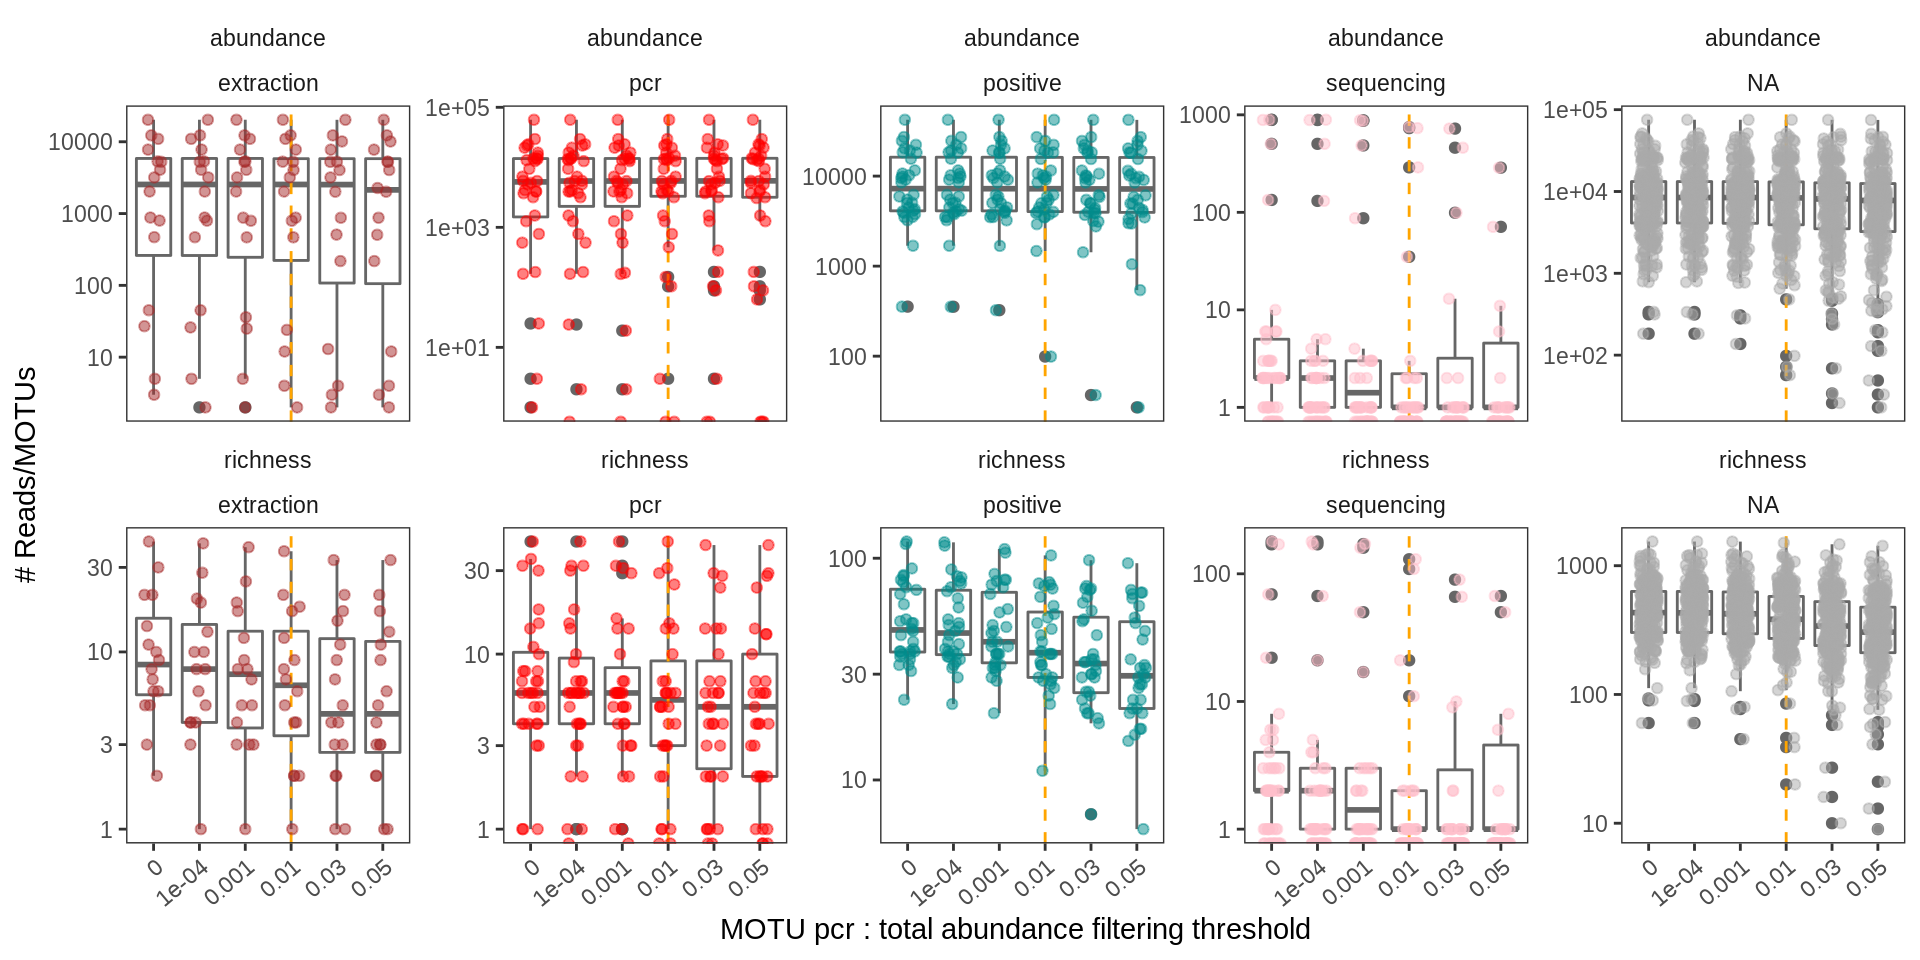 abundance abundance abundance abundance abundance
extraction pcr positive sequencing NA
10000 1000 100 10
1e+05 1e+03 1e+01
10000 1000 100
1000 100 10 1
1e+05 1e+04 1e+03 1e+02
# Reads/MOTUs
richness richness richness richness richness
extraction pcr positive sequencing NA
30 10 3 1
30 10 3 1
100 30 10
100 10 1
1000 100 10
0 1e-04 0.001 0.01 0.03 0.05
0 1e-04 0.001 0.01 0.03 0.05
0 1e-04 0.001 0.01 0.03 0.05
0 1e-04 0.001 0.01 0.03 0.05
0 1e-04 0.001 0.01 0.03 0.05
MOTU pcr : total abundance filtering threshold